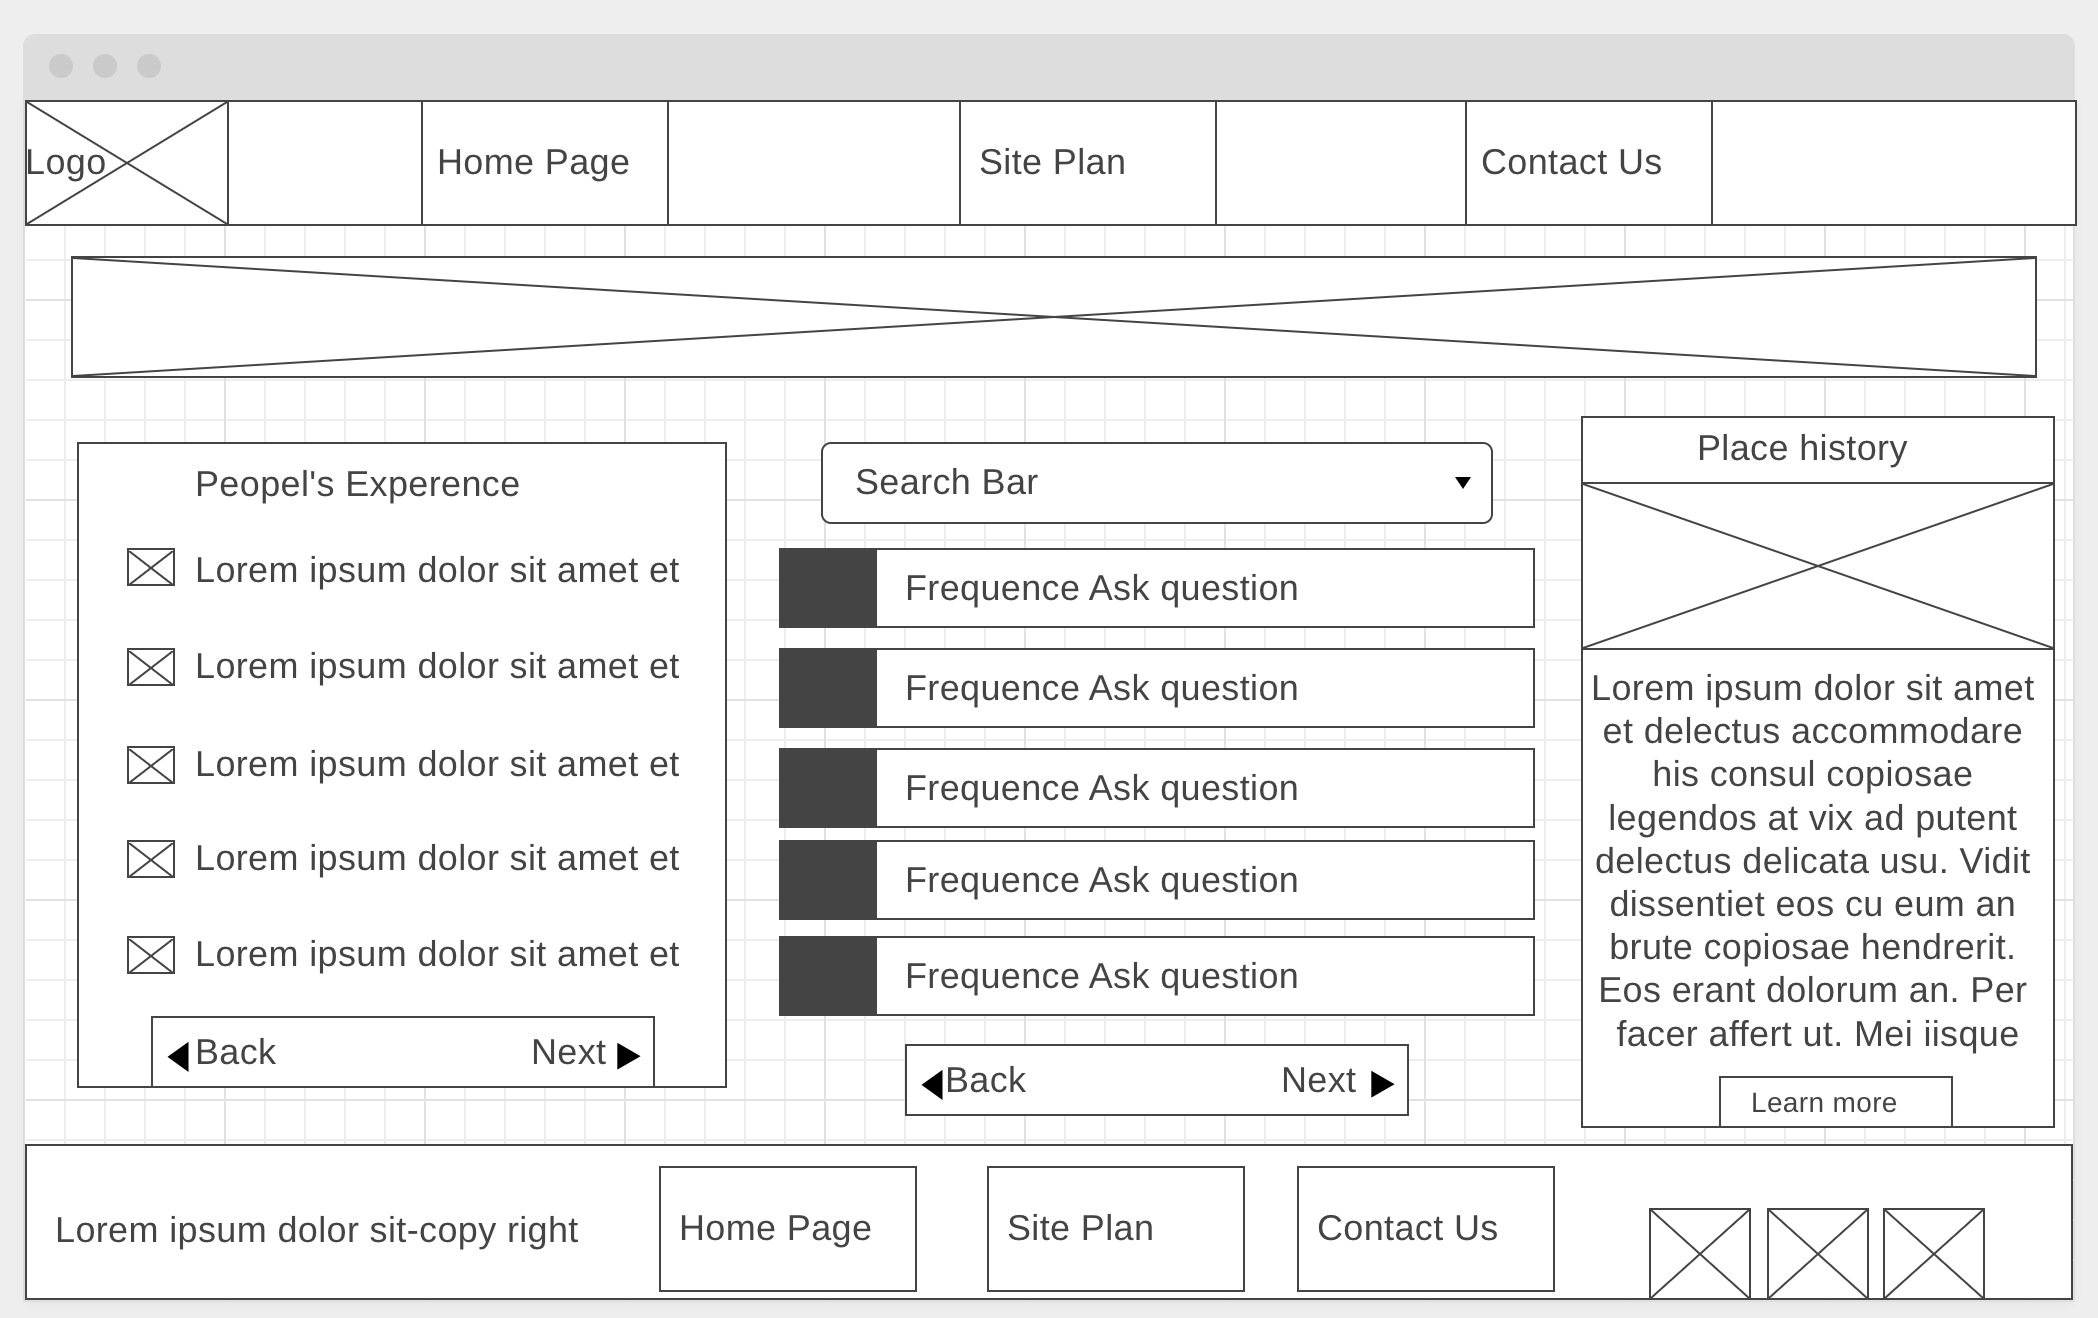 Logo
Home Page
Site Plan
Contact Us
Peopel's Experence
Lorem ipsum dolor sit amet et
Lorem ipsum dolor sit amet et
Lorem ipsum dolor sit amet et
Lorem ipsum dolor sit amet et
Lorem ipsum dolor sit amet et
Back
Next
Search Bar
Frequence Ask question
Frequence Ask question
Frequence Ask question
Frequence Ask question
Frequence Ask question
Back
Next
Place history
Lorem ipsum dolor sit amet
et delectus accommodare
his consul copiosae
legendos at vix ad putent
delectus delicata usu. Vidit
dissentiet eos cu eum an
brute copiosae hendrerit.
Eos erant dolorum an. Per
facer affert ut. Mei iisque
Learn more
Lorem ipsum dolor sit-copy right
Home Page
Site Plan
Contact Us